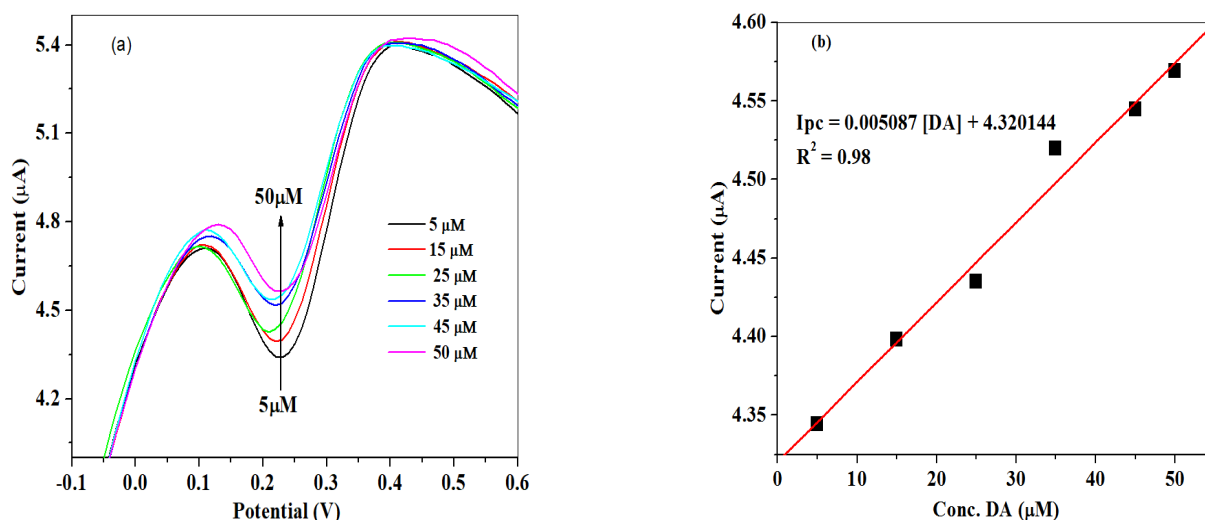 (a)
5.4
5.1
4.8
4.5
4.2
Current (μA)
50μM
5μM
5 μM
15 μM
25 μM
35 μM
45 μM
50 μM
-0.1 0.0 0.1 0.2 0.3 0.4 0.5 0.6
Potential (V)
(b)
4.60
4.55
4.50
4.45
4.40
4.35
Current (μA)
Ipc = 0.005087 [DA] + 4.320144
R² = 0.98
0 10 20 30 40 50
Conc. DA (μM)